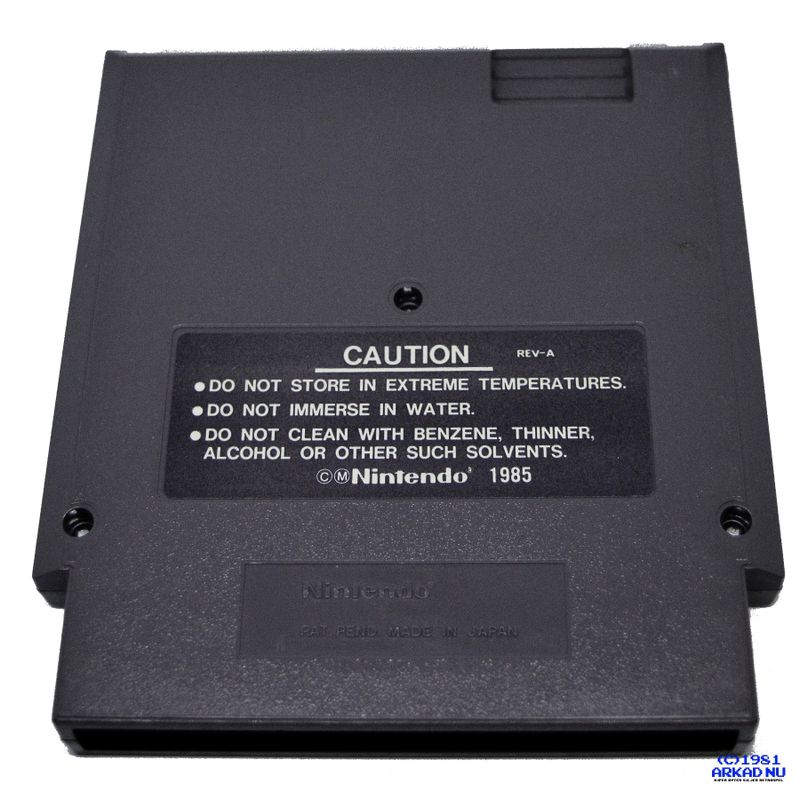 CAUTION REV-A
●DO NOT STORE IN EXTREME TEMPERATURES.
●DO NOT IMMERSE IN WATER.
●DO NOT CLEAN WITH BENZENE, THINNER,
ALCOHOL OR OTHER SUCH SOLVENTS.
©ⓂNintendo® 1985
Nintendo®
PAT. PEND. MADE IN JAPAN
(C)1981
ARKAD NU